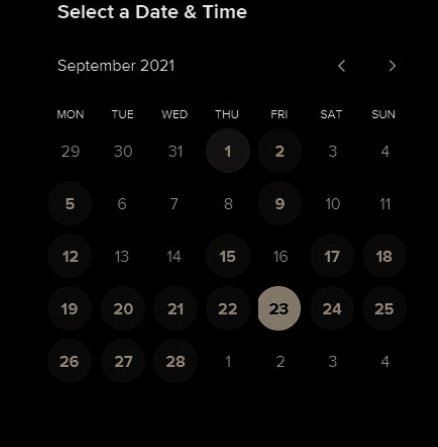 Select a Date & Time
September 2021
MON TUE WED THU FRI SAT SUN
29 30 31 1 2 3 4
5 6 7 8 9 10 11
12 13 14 15 16 17 18
19 20 21 22 23 24 25
26 27 28 1 2 3 4